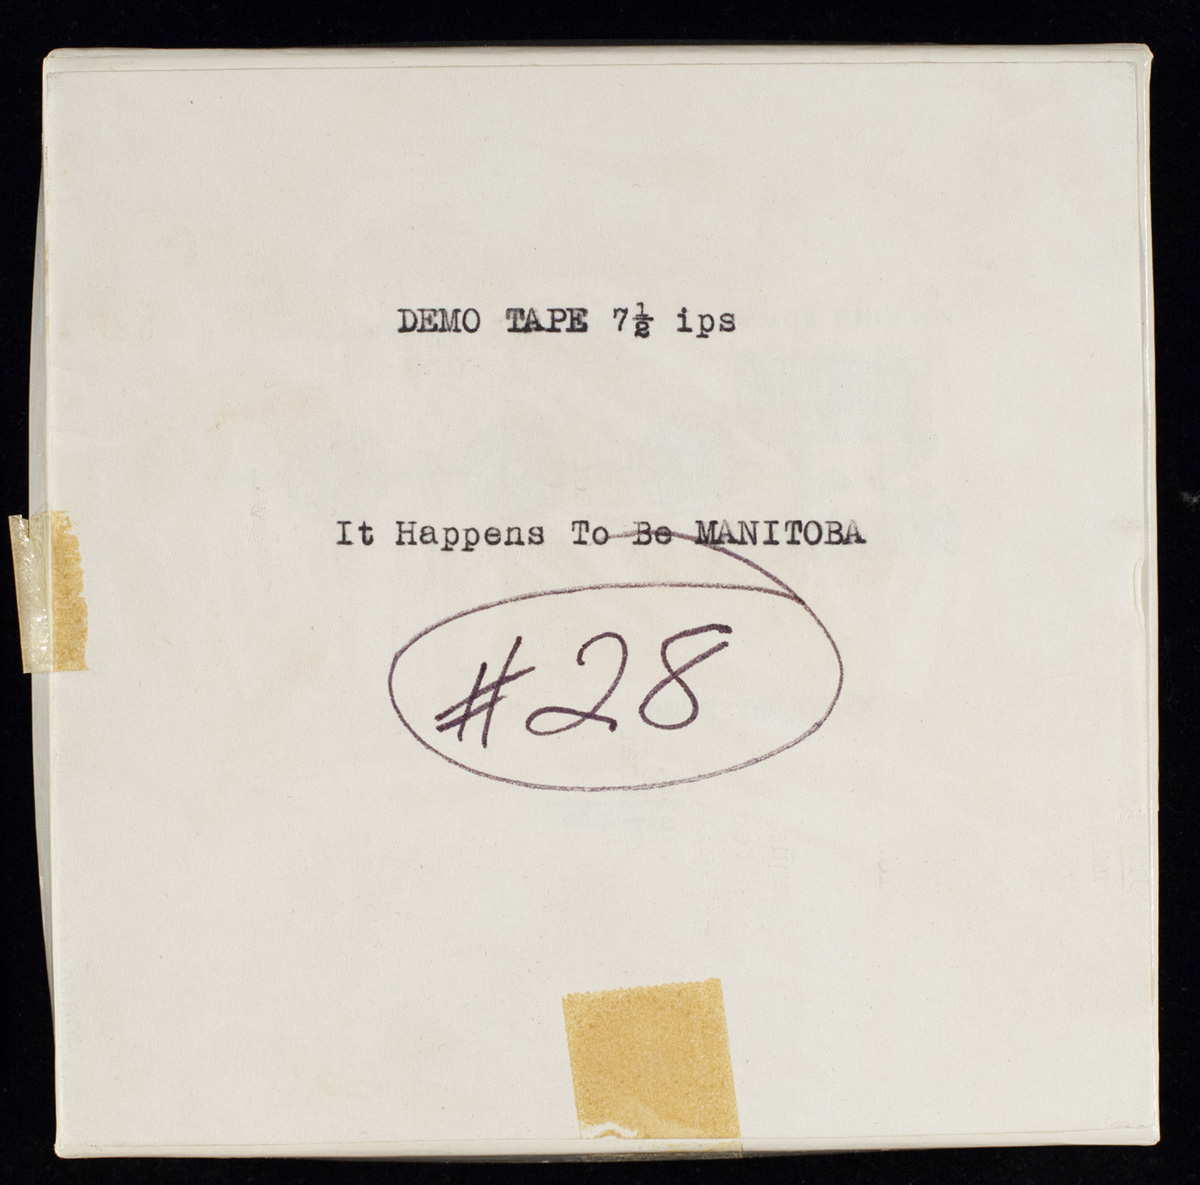 DEMO TAPE 7½ ips
It Happens To Be MANITOBA
#28